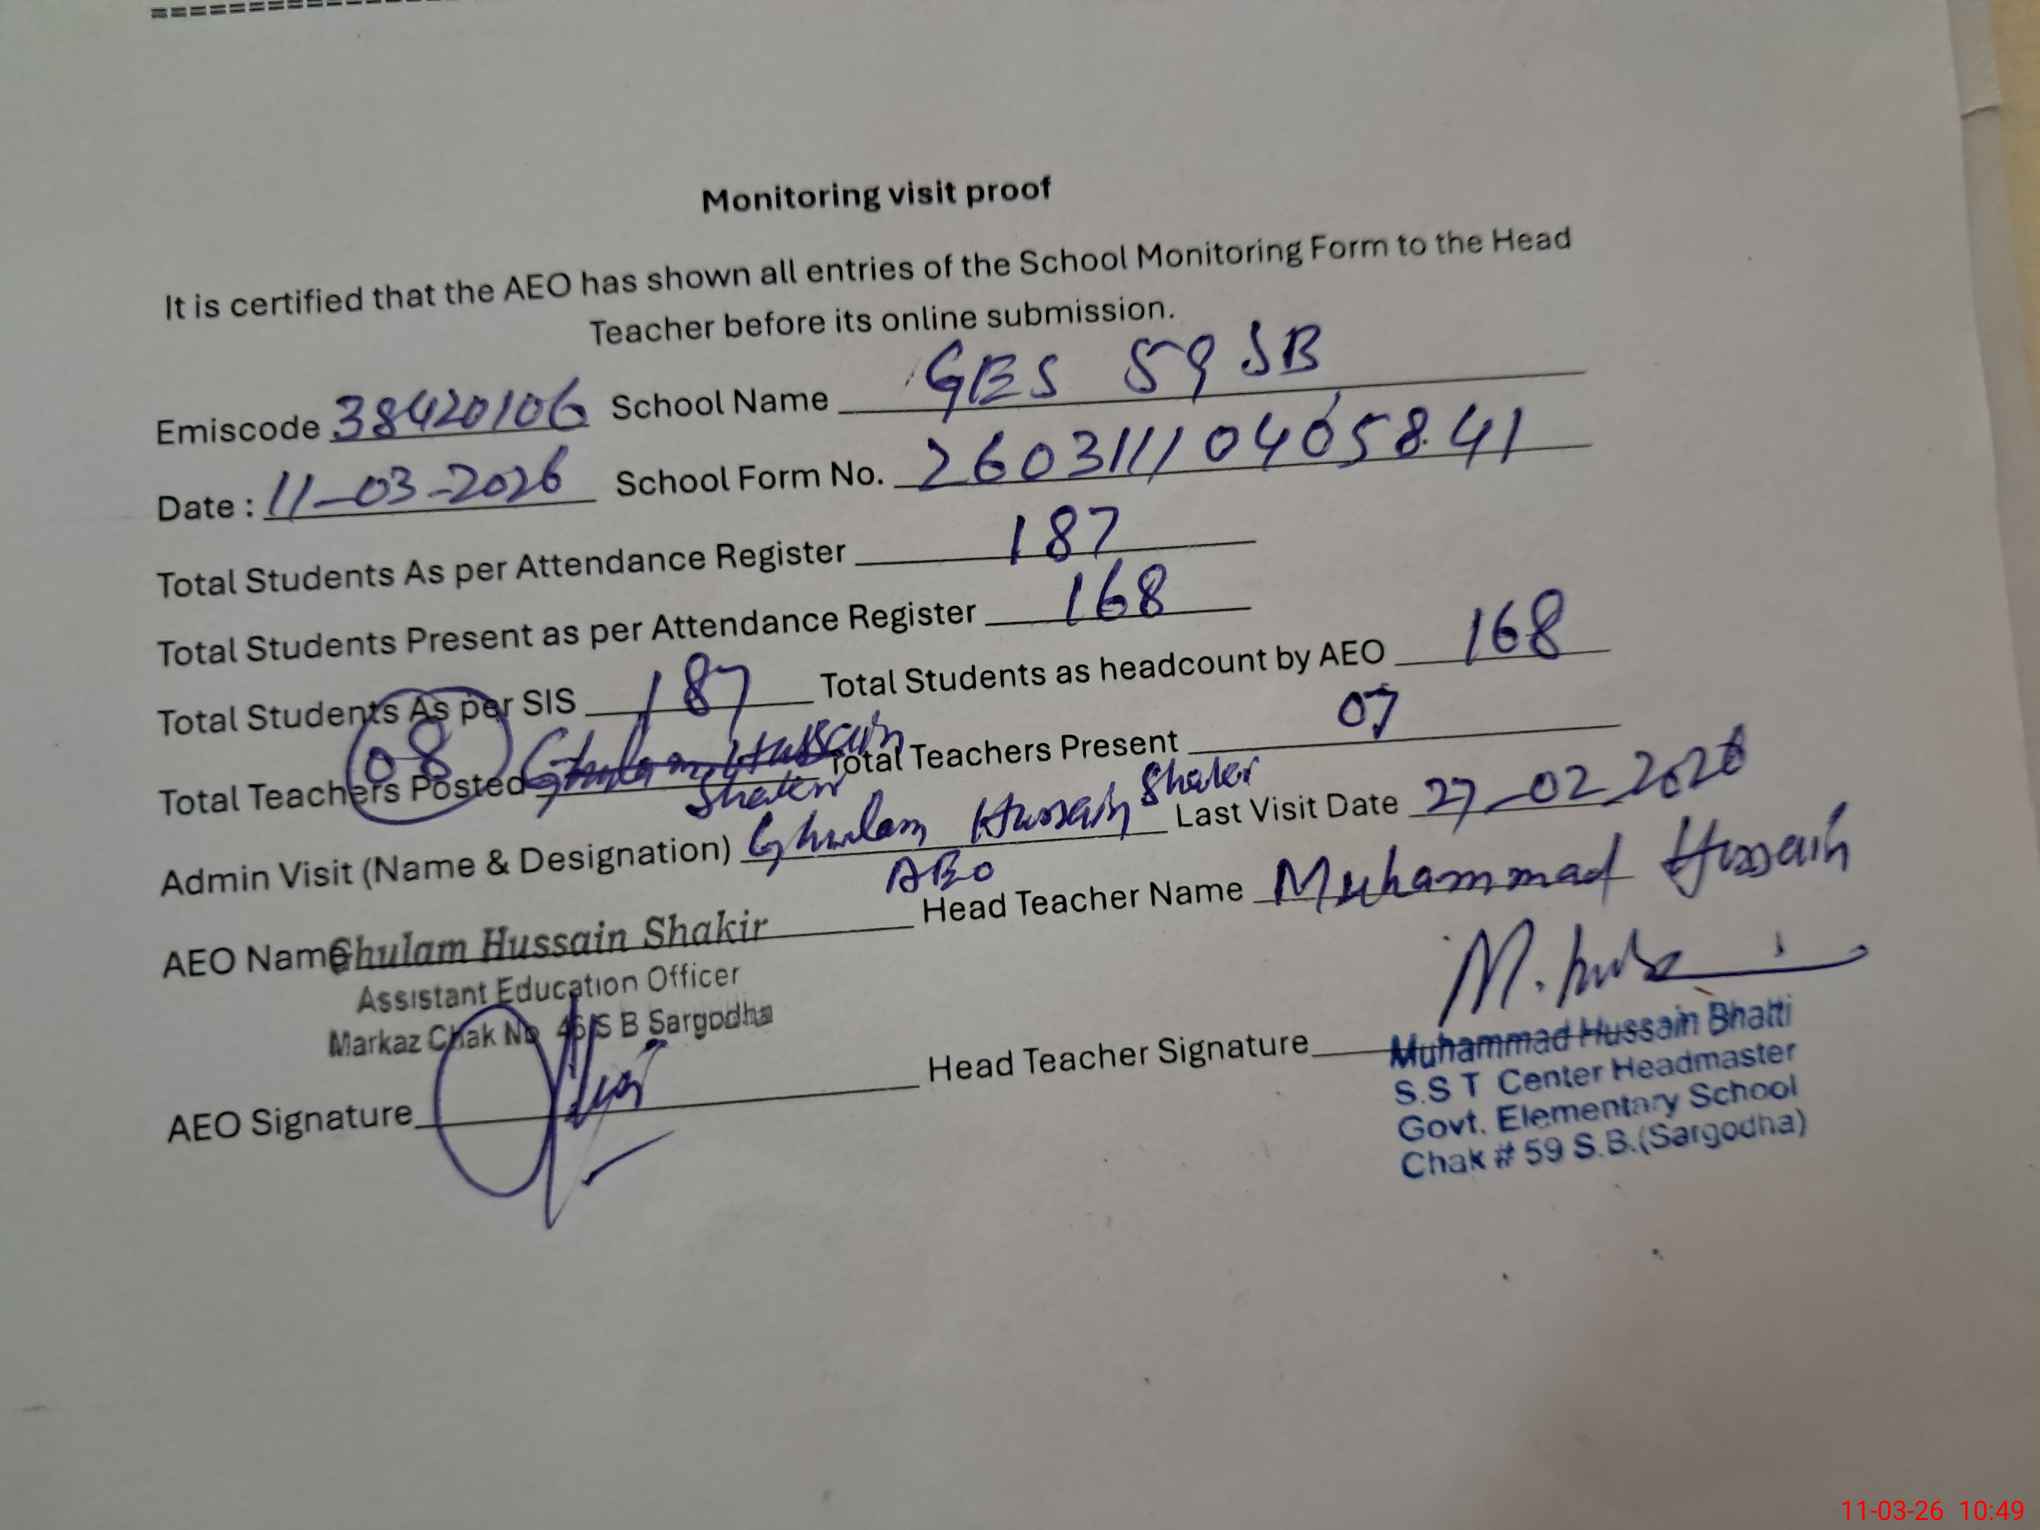 Monitoring visit proof
It is certified that the AEO has shown all entries of the School Monitoring Form to the Head
Teacher before its online submission.
Emiscode 38420106 School Name GES 59 SB
Date : 11-03-2026 School Form No. 26031110405841
Total Students As per Attendance Register 187
Total Students Present as per Attendance Register 168
Total Students As per SIS 187 Total Students as headcount by AEO 168
Total Teachers Posted 08 Ghulam Hussain Total Teachers Present 07
Shaker
Admin Visit (Name & Designation) Ghulam Hussain Shaker Last Visit Date 27-02-2026
AEO
AEO Name Ghulam Hussain Shakir Head Teacher Name Muhammad Hussain
Assistant Education Officer
Markaz Chak No 46/S B Sargodha
AEO Signature Head Teacher Signature
Muhammad Hussain Bhatti
S.S T Center Headmaster
Govt. Elementary School
Chak # 59 S.B.(Sargodha)
11-03-26 10:49